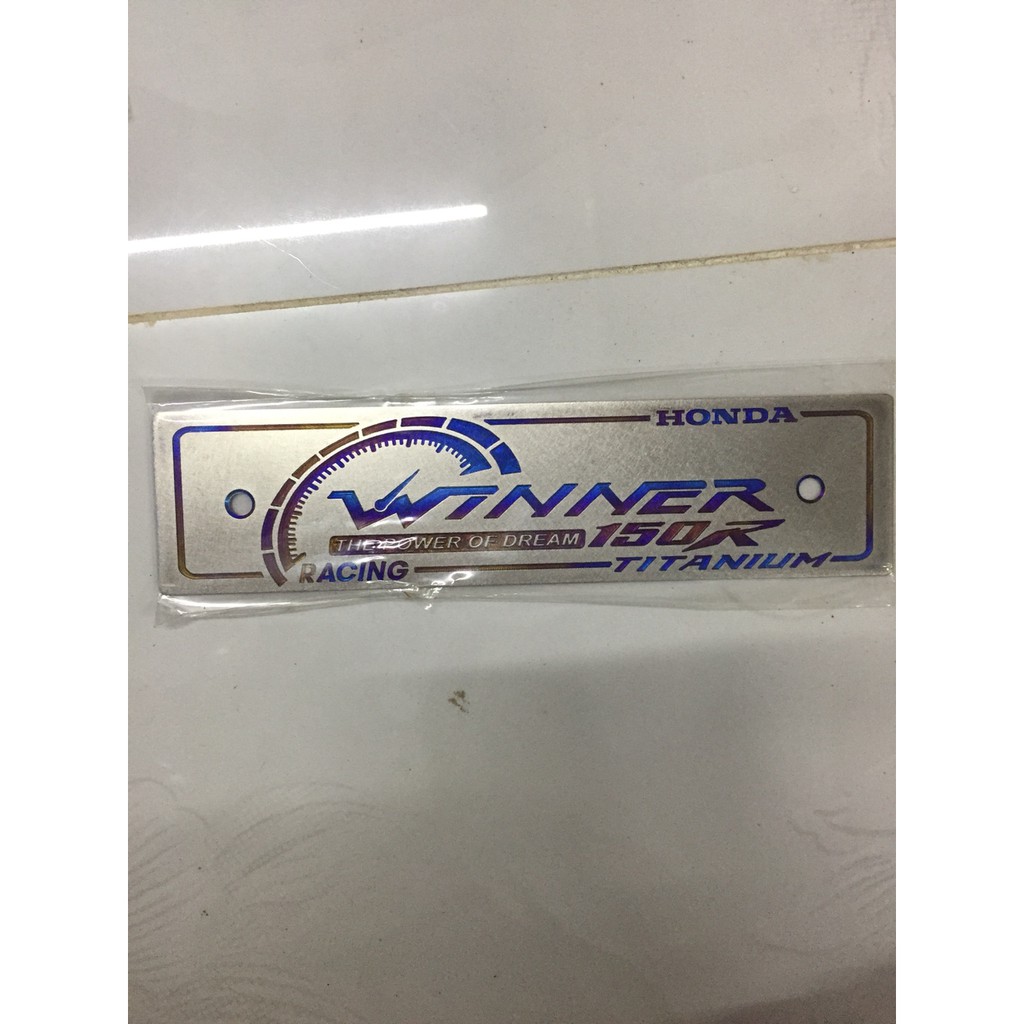 HONDA
WINNER
THE POWER OF DREAM 150R
RACING TITANIUM